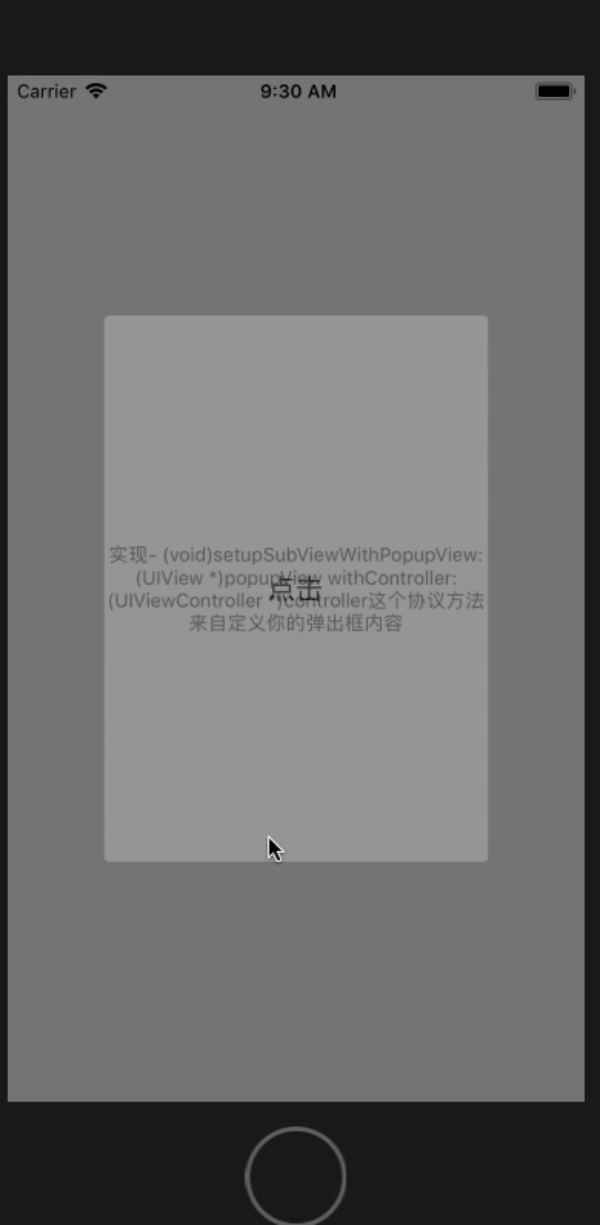 Carrier
9:30 AM
实现- (void)setupSubViewWithPopupView:
(UIView *)popupView withController:
点击
(UIViewController *)controller这个协议方法
来自定义你的弹出框内容